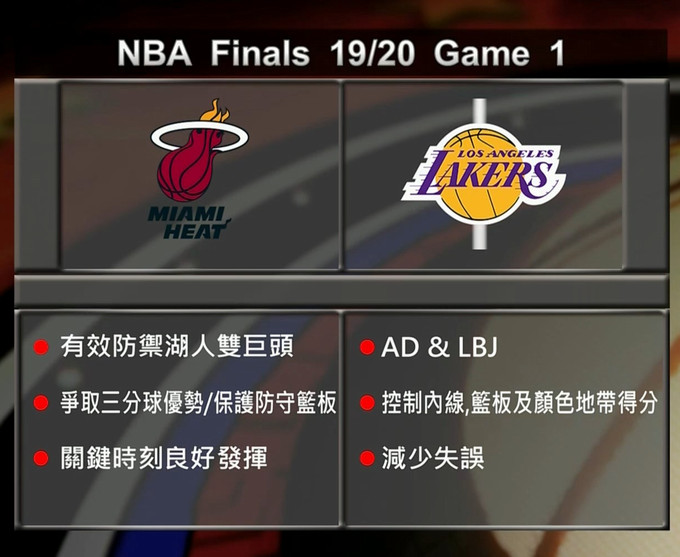 NBA Finals 19/20 Game 1
MIAMI
HEAT
LOS ANGELES
LAKERS
有效防禦湖人雙巨頭
爭取三分球優勢/保護防守籃板
關鍵時刻良好發揮
AD & LBJ
控制內線,籃板及顏色地帶得分
減少失誤